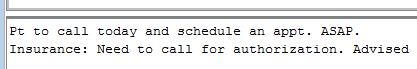 Pt to call today and schedule an appt. ASAP.
Insurance: Need to call for authorization. Advised